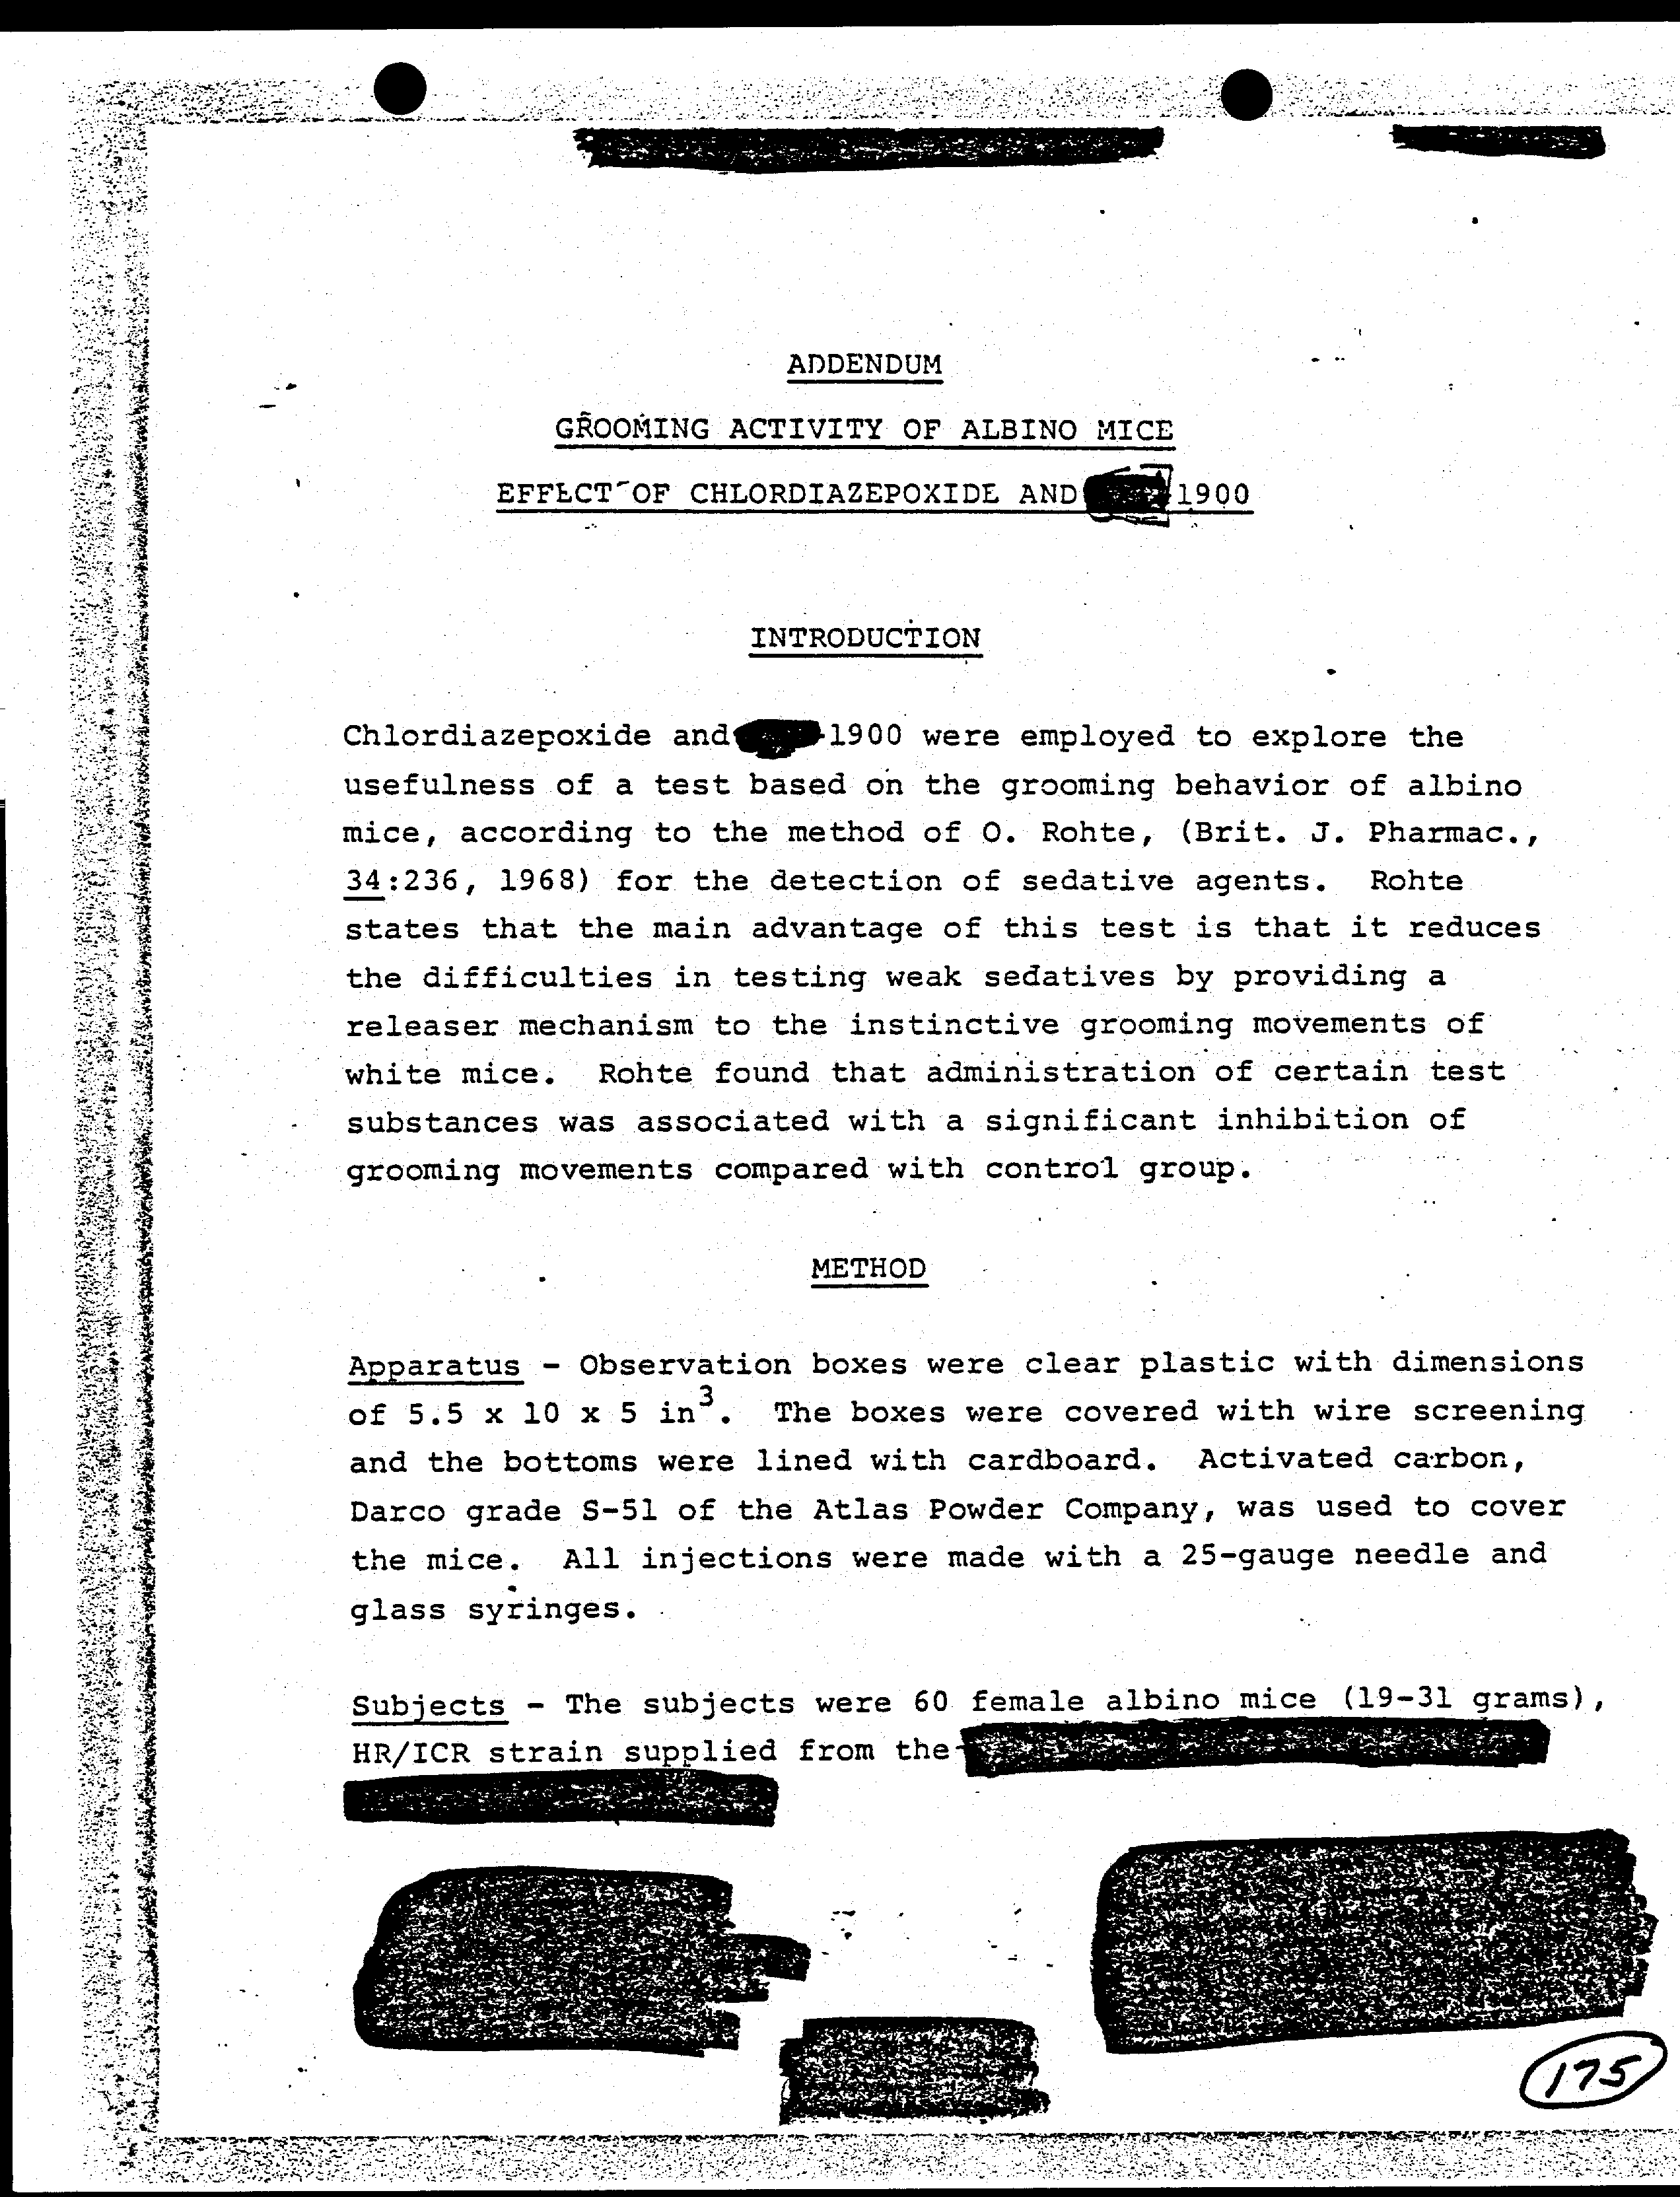 ADDENDUM
GROOMING ACTIVITY OF ALBINO MICE
EFFECT OF CHLORDIAZEPOXIDE AND 1900
INTRODUCTION
Chlordiazepoxide and 1900 were employed to explore the
usefulness of a test based on the grooming behavior of albino
mice, according to the method of O. Rohte, (Brit. J. Pharmac.,
34:236, 1968) for the detection of sedative agents. Rohte
states that the main advantage of this test is that it reduces
the difficulties in testing weak sedatives by providing a
releaser mechanism to the instinctive grooming movements of
white mice. Rohte found that administration of certain test
substances was associated with a significant inhibition of
grooming movements compared with control group.
METHOD
Apparatus - Observation boxes were clear plastic with dimensions
of 5.5 x 10 x 5 in³. The boxes were covered with wire screening
and the bottoms were lined with cardboard. Activated carbon,
Darco grade S-51 of the Atlas Powder Company, was used to cover
the mice. All injections were made with a 25-gauge needle and
glass syringes.
Subjects - The subjects were 60 female albino mice (19-31 grams),
HR/ICR strain supplied from the
175